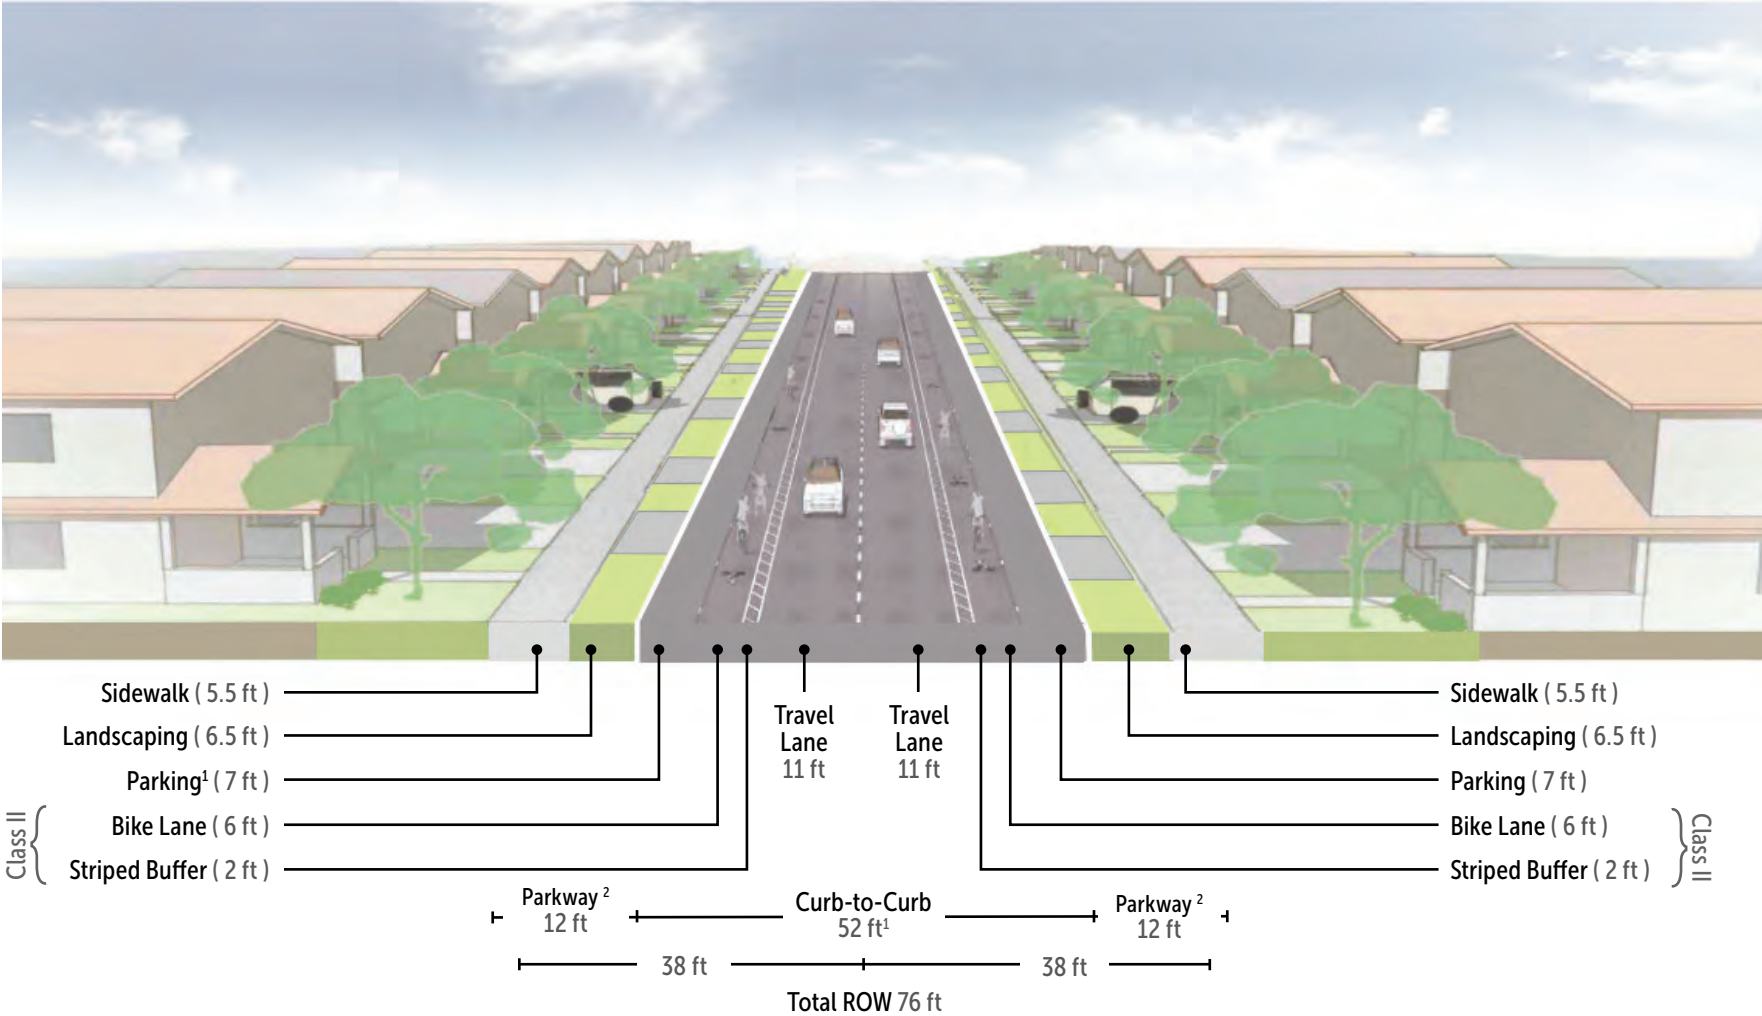 Sidewalk ( 5.5 ft )
Landscaping ( 6.5 ft )
Parking¹ ( 7 ft )
Bike Lane ( 6 ft )
Striped Buffer ( 2 ft )
Class II
Travel
Lane
11 ft
Travel
Lane
11 ft
Sidewalk ( 5.5 ft )
Landscaping ( 6.5 ft )
Parking ( 7 ft )
Bike Lane ( 6 ft )
Striped Buffer ( 2 ft )
Class II
Parkway ²
12 ft
Curb-to-Curb
52 ft¹
Parkway ²
12 ft
38 ft
38 ft
Total ROW 76 ft